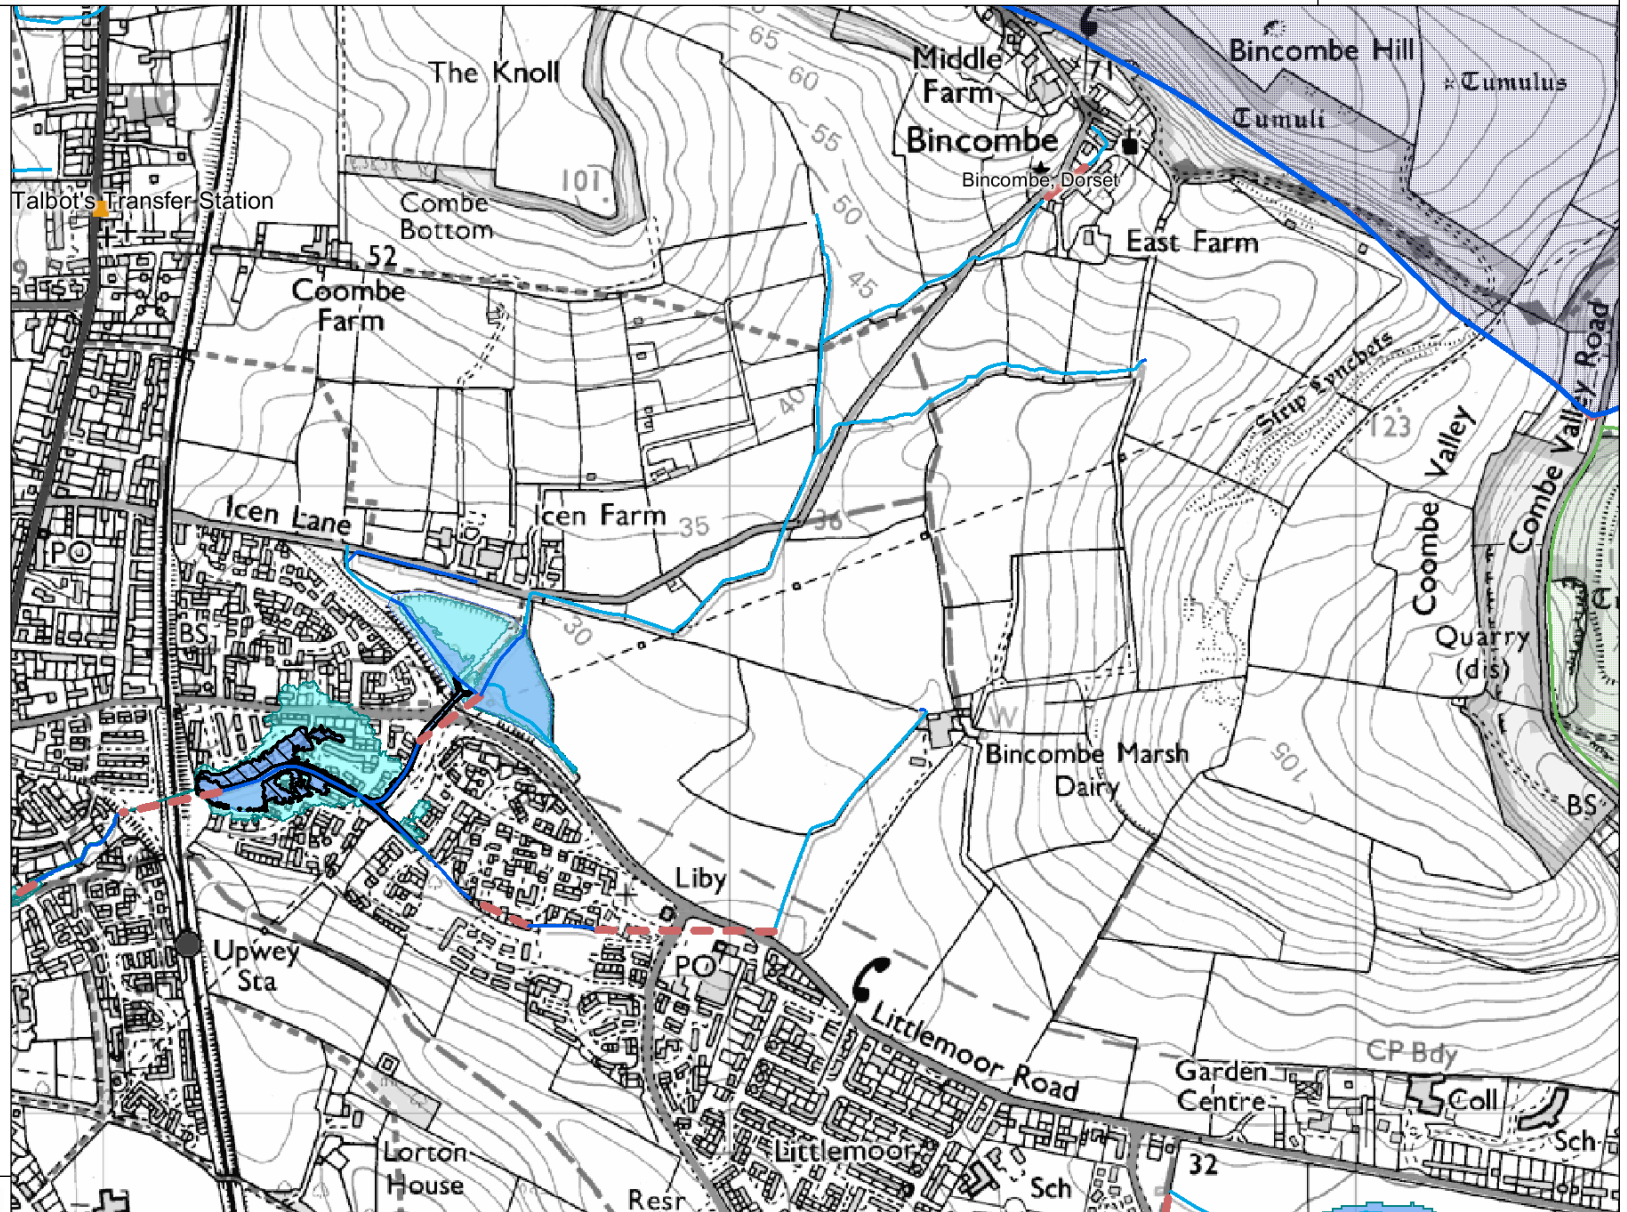 65
The Knoll
60
Middle
Farm
71
Bincombe Hill
Tumulus
Tumuli
55
Bincombe
101
Bincombe, Dorset
Talbot's Transfer Station
Combe
Bottom
50
East Farm
52
9
45
Coombe
Farm
Strip Lynchets
40
123
Coombe Valley
Combe Valley Road
Icen Lane
Icen Farm
35
36
PO
BS
30
Quarry
(dis)
W
Bincombe Marsh
Dairy
105
BS
Liby
Upwey
Sta
PO
Littlemoor Road
CP Bdy
Garden
Centre
Coll
Sch
Lorton
House
Littlemoor
Resr
Sch
32